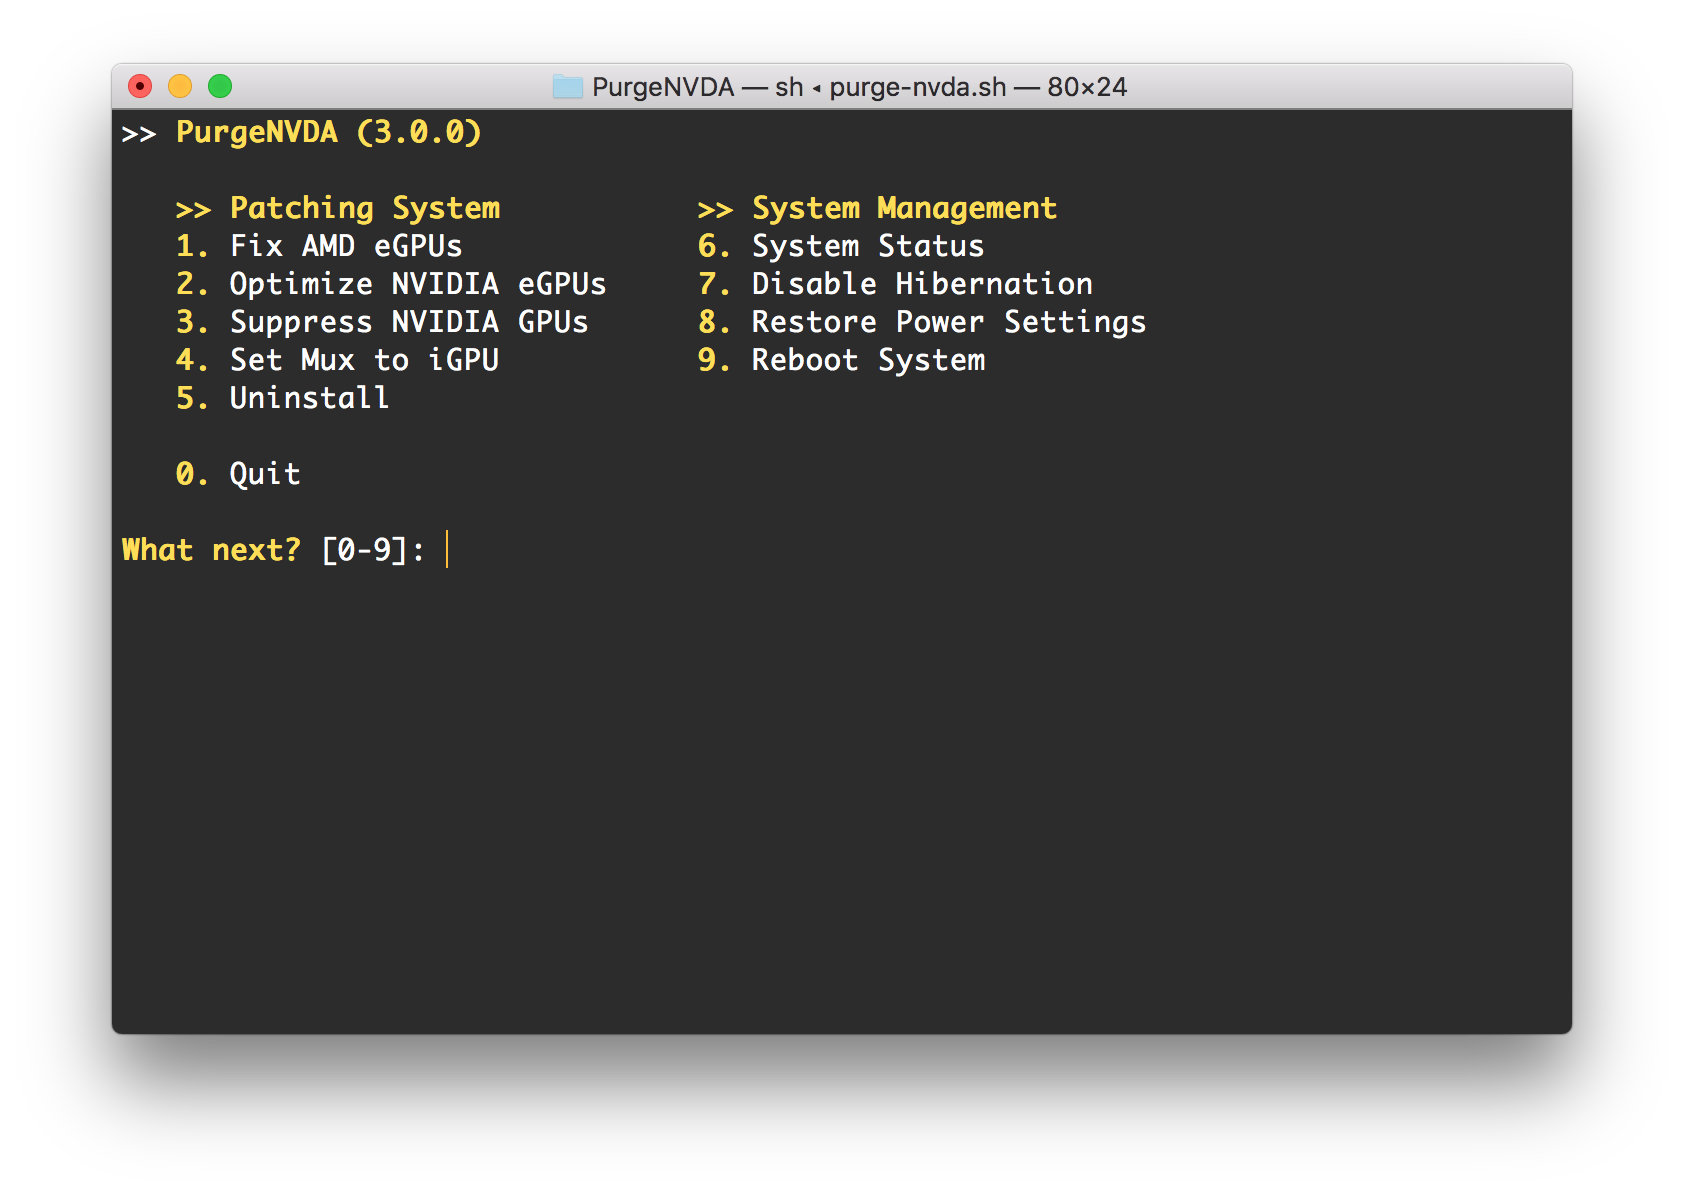 PurgeNVDA — sh ◂ purge-nvda.sh — 80×24
>> PurgeNVDA (3.0.0)
>> Patching System
1. Fix AMD eGPUs
2. Optimize NVIDIA eGPUs
3. Suppress NVIDIA GPUs
4. Set Mux to iGPU
5. Uninstall
>> System Management
6. System Status
7. Disable Hibernation
8. Restore Power Settings
9. Reboot System
0. Quit
What next? [0-9]: